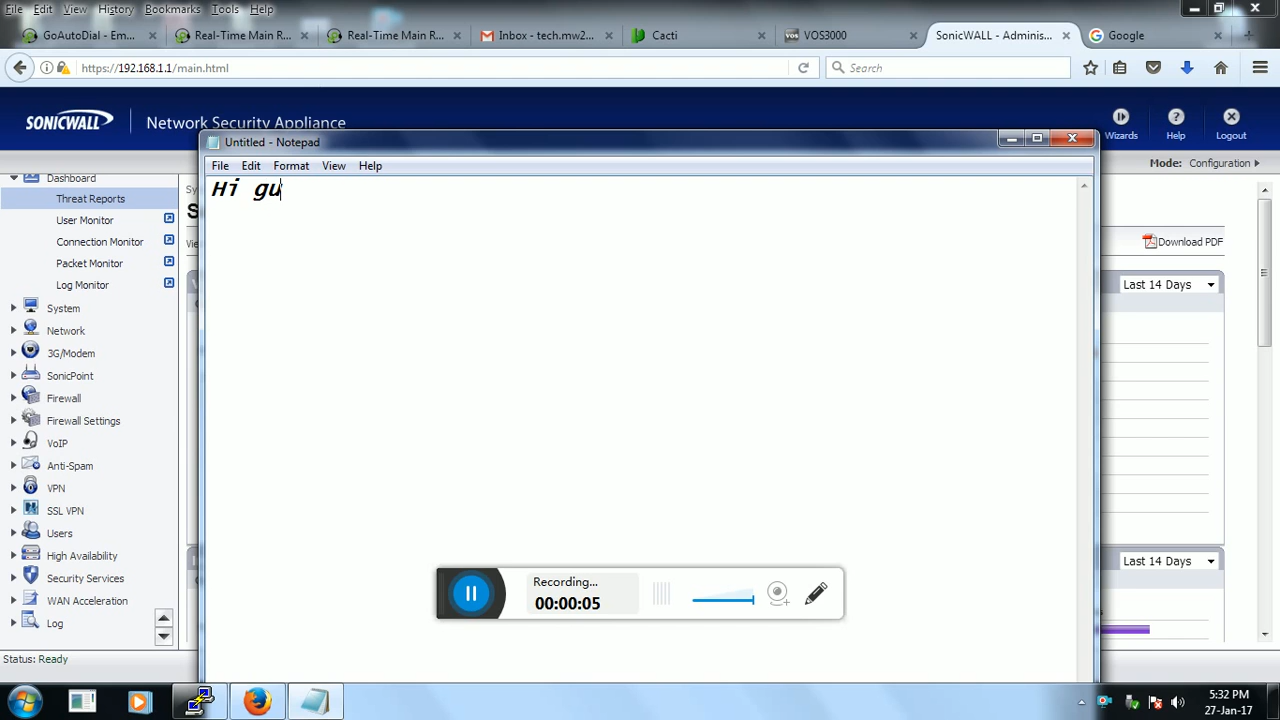 File Edit View History Bookmarks Tools Help
GoAutoDial - Em...
Real-Time Main R...
Real-Time Main R...
Inbox - tech.mw2...
Cacti
VOS3000
SonicWALL - Adminis...
Google
https://192.168.1.1/main.html
Search
SONICWALL Network Security Appliance
Wizards Help Logout
Mode: Configuration
Untitled - Notepad
File Edit Format View Help
Hi gu
Dashboard
Threat Reports
User Monitor
Connection Monitor
Packet Monitor
Log Monitor
System
Network
3G/Modem
SonicPoint
Firewall
Firewall Settings
VoIP
Anti-Spam
VPN
SSL VPN
Users
High Availability
Security Services
WAN Acceleration
Log
Status: Ready
Download PDF
Last 14 Days
Last 14 Days
Recording...
00:00:05
5:32 PM
27-Jan-17